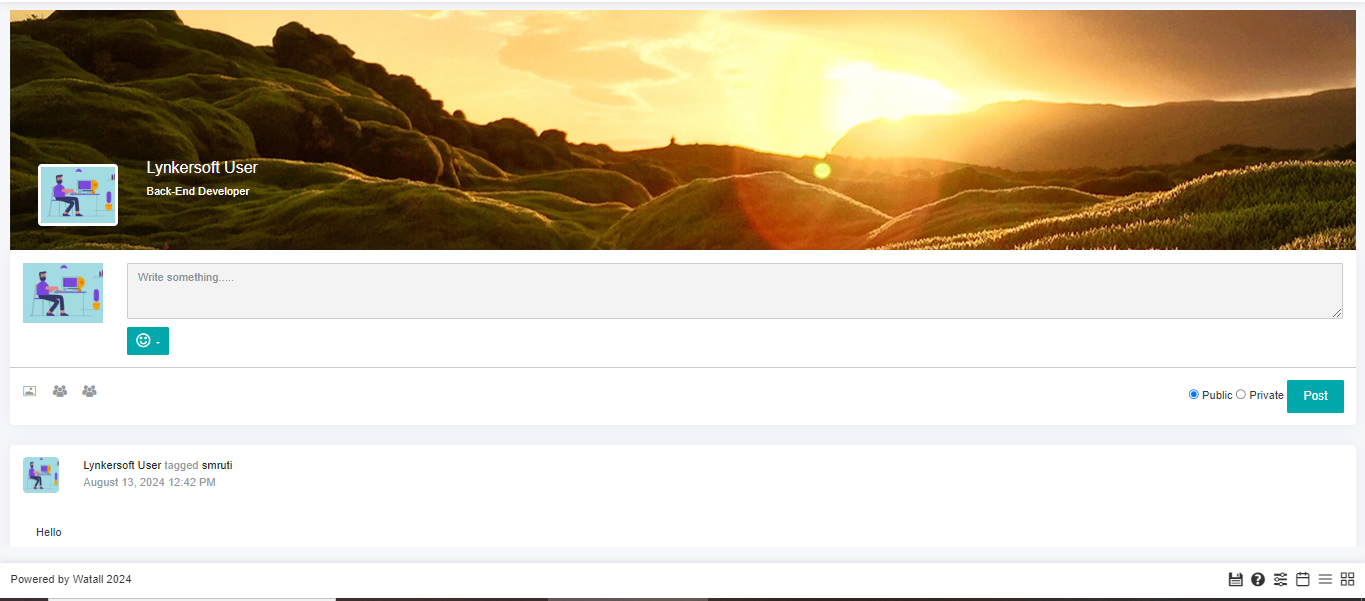 Lynkersoft User
Back-End Developer
Write something.....
Public Private Post
Lynkersoft User tagged smruti
August 13, 2024 12:42 PM
Hello
Powered by Watall 2024